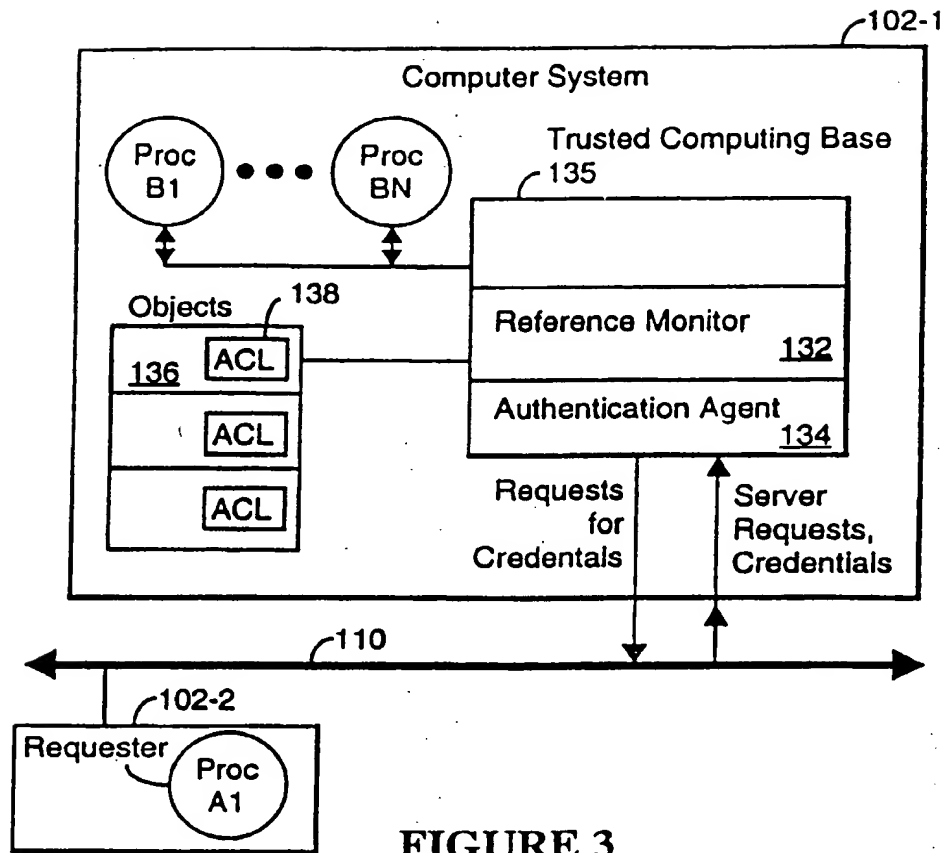 102-1
Computer System
Proc
B1
Proc
BN
Trusted Computing Base
135
Objects
138
136
ACL
ACL
ACL
Reference Monitor
132
Authentication Agent
134
Requests
for
Credentals
Server
Requests,
Credentials
110
102-2
Requester
Proc
A1
FIGURE 3